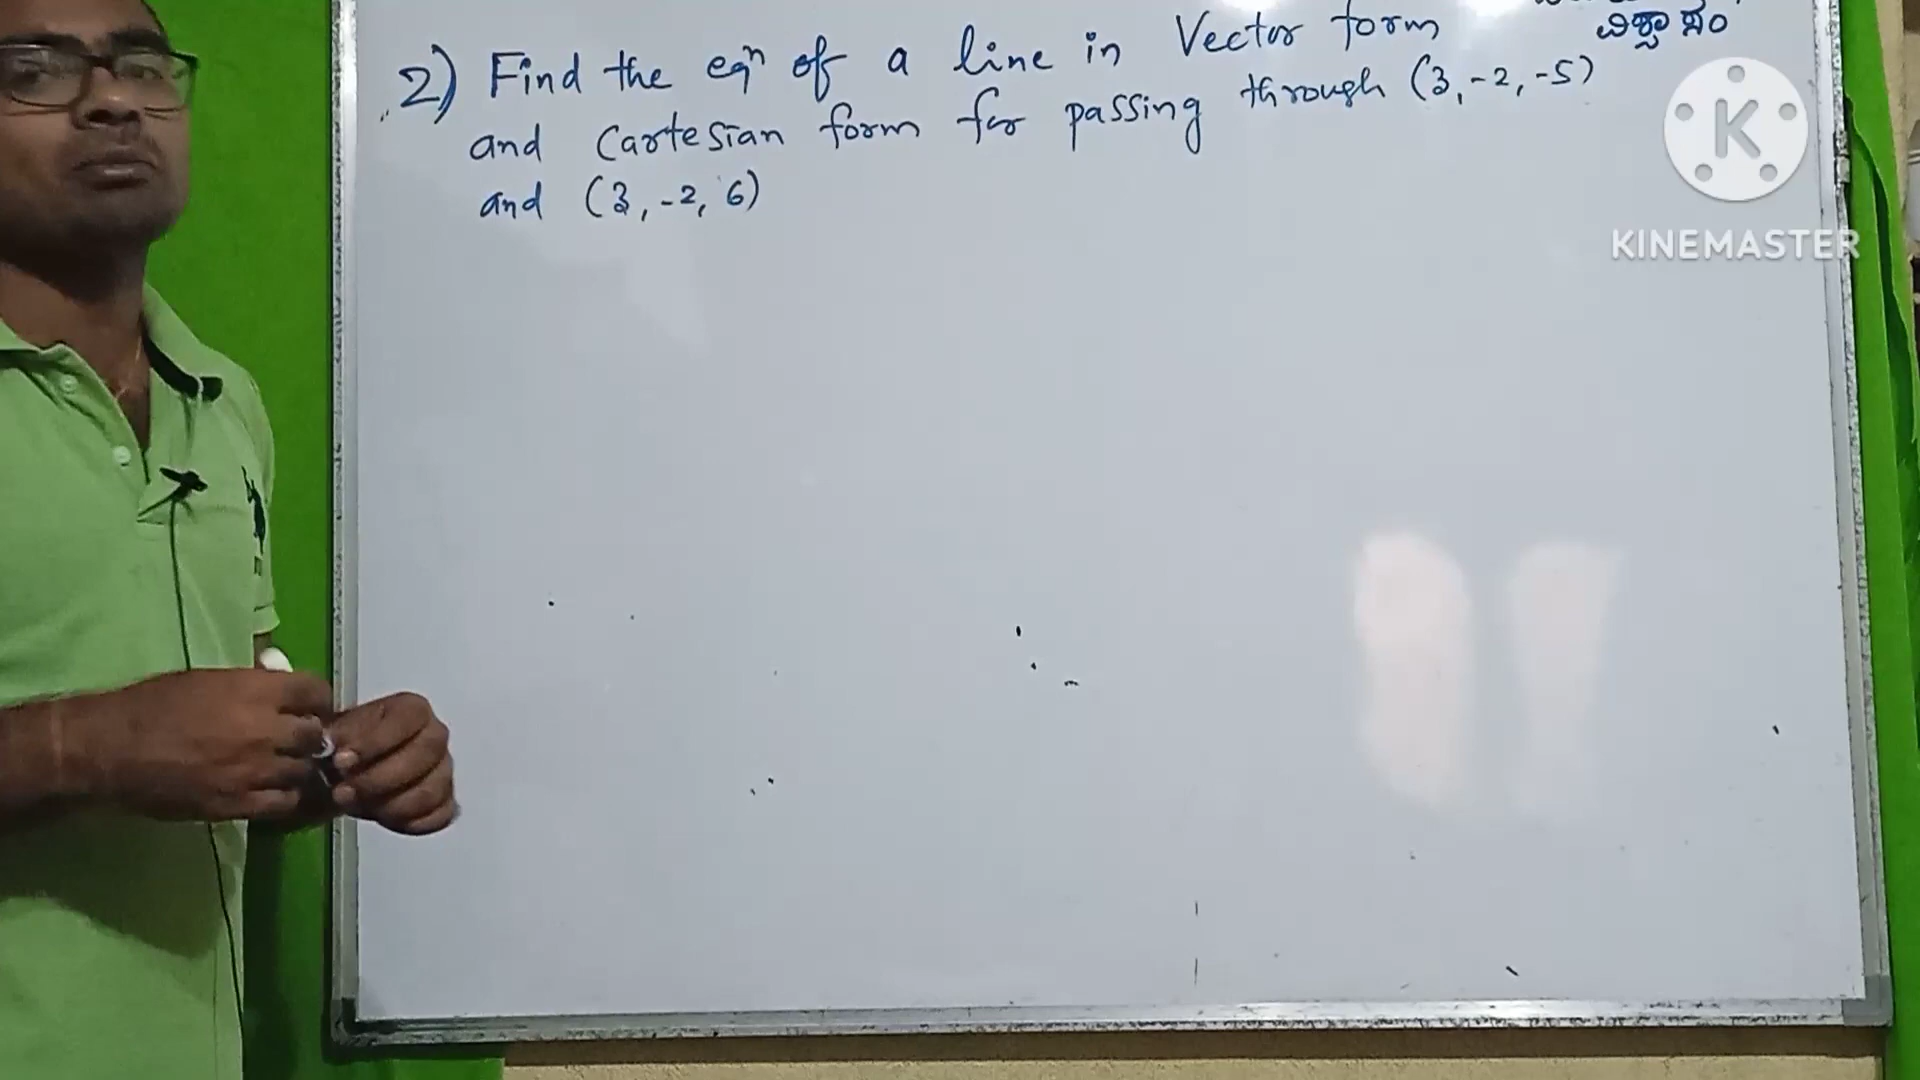 2) Find the eqⁿ of a line in Vector form
and Cartesian form for passing through (3, -2, -5)
and (3, -2, 6)
K
KINEMASTER